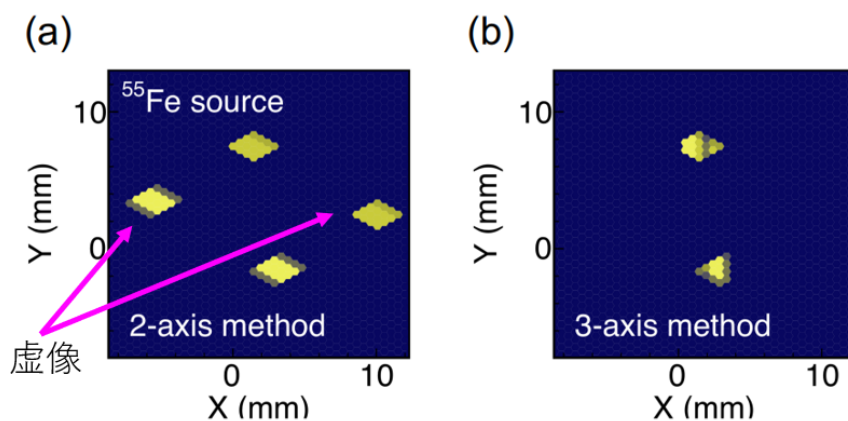 (a)
(b)
55Fe source
10
0
Y (mm)
2-axis method
虚像
0
10
X (mm)
10
0
Y (mm)
3-axis method
0
10
X (mm)